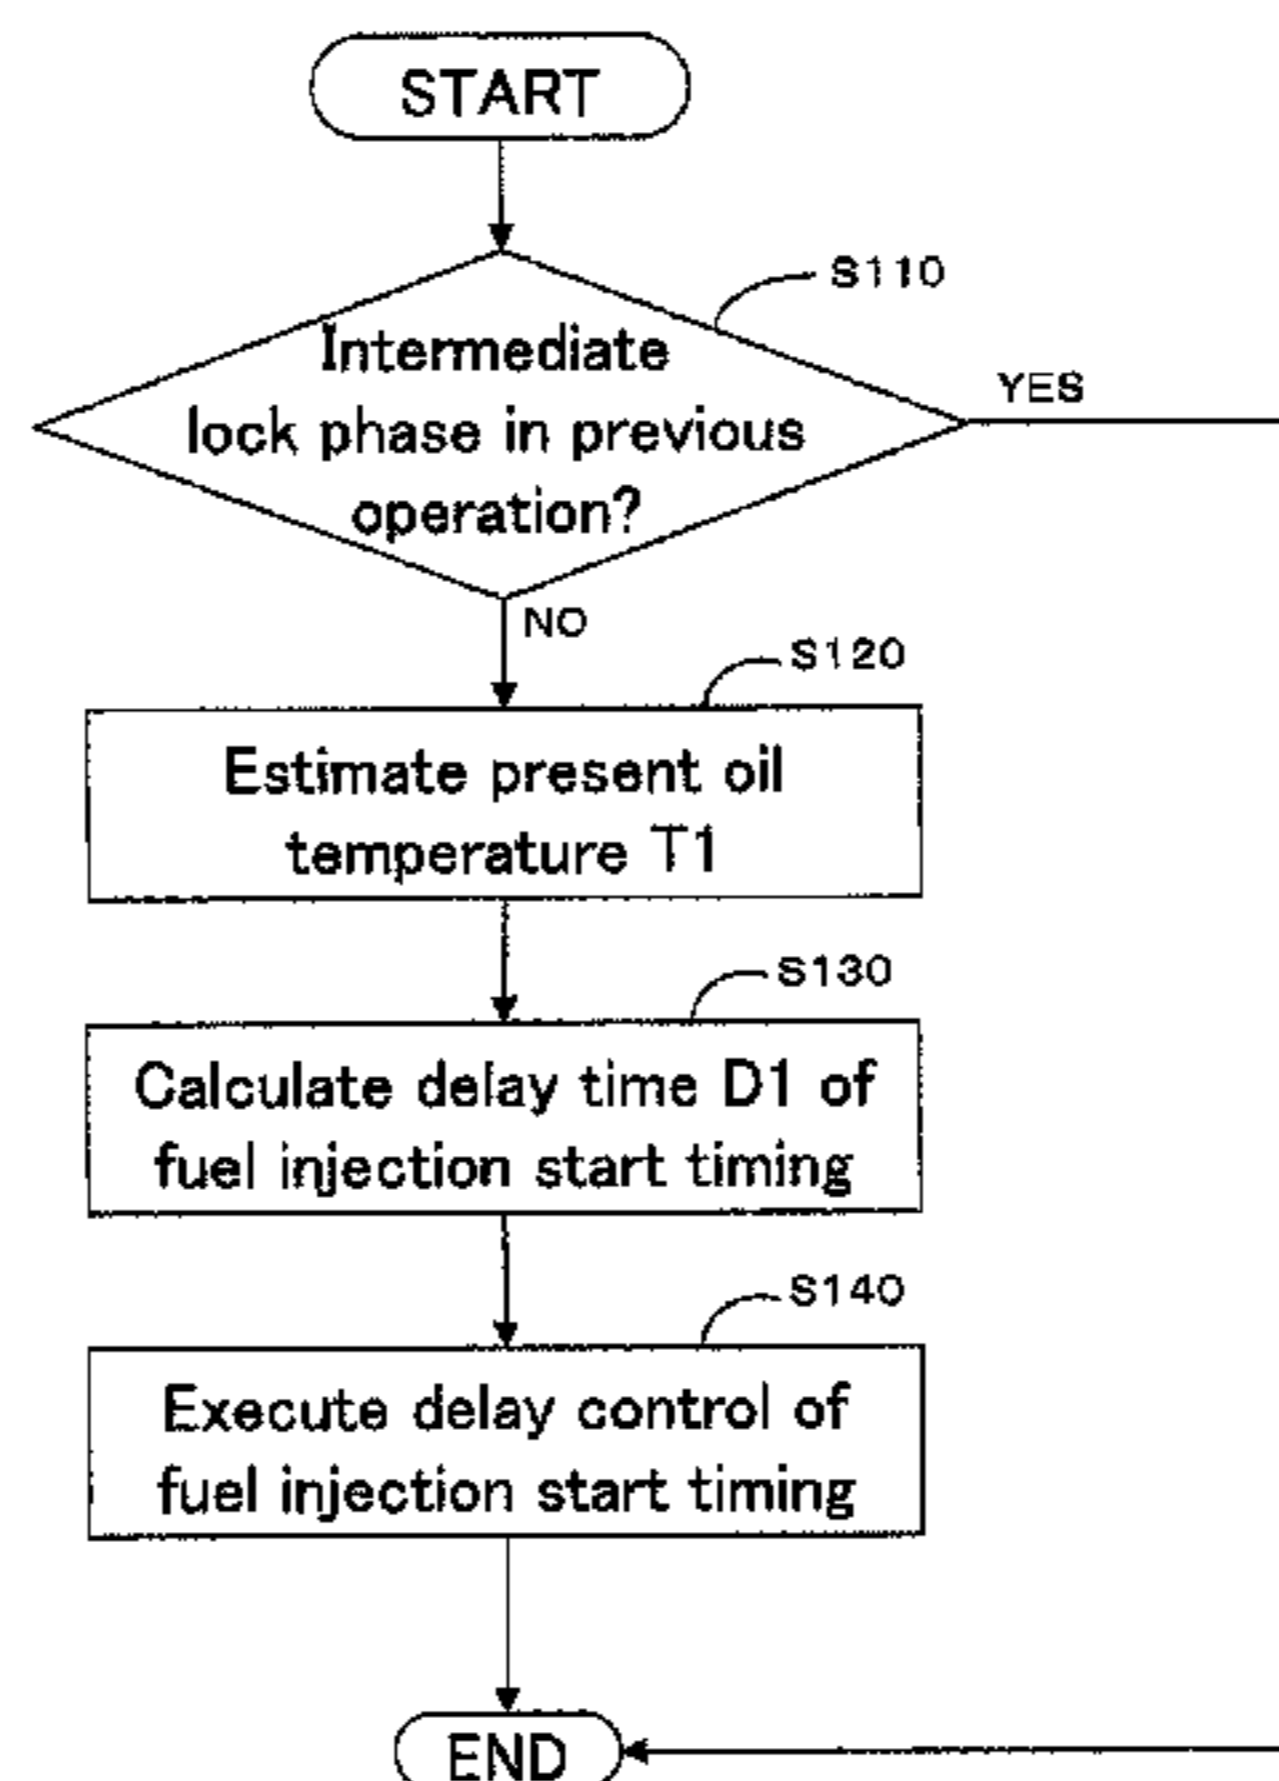 START
S110
Intermediate
lock phase in previous
operation?
YES
NO
S120
Estimate present oil
temperature T1
S130
Calculate delay time D1 of
fuel injection start timing
S140
Execute delay control of
fuel injection start timing
END